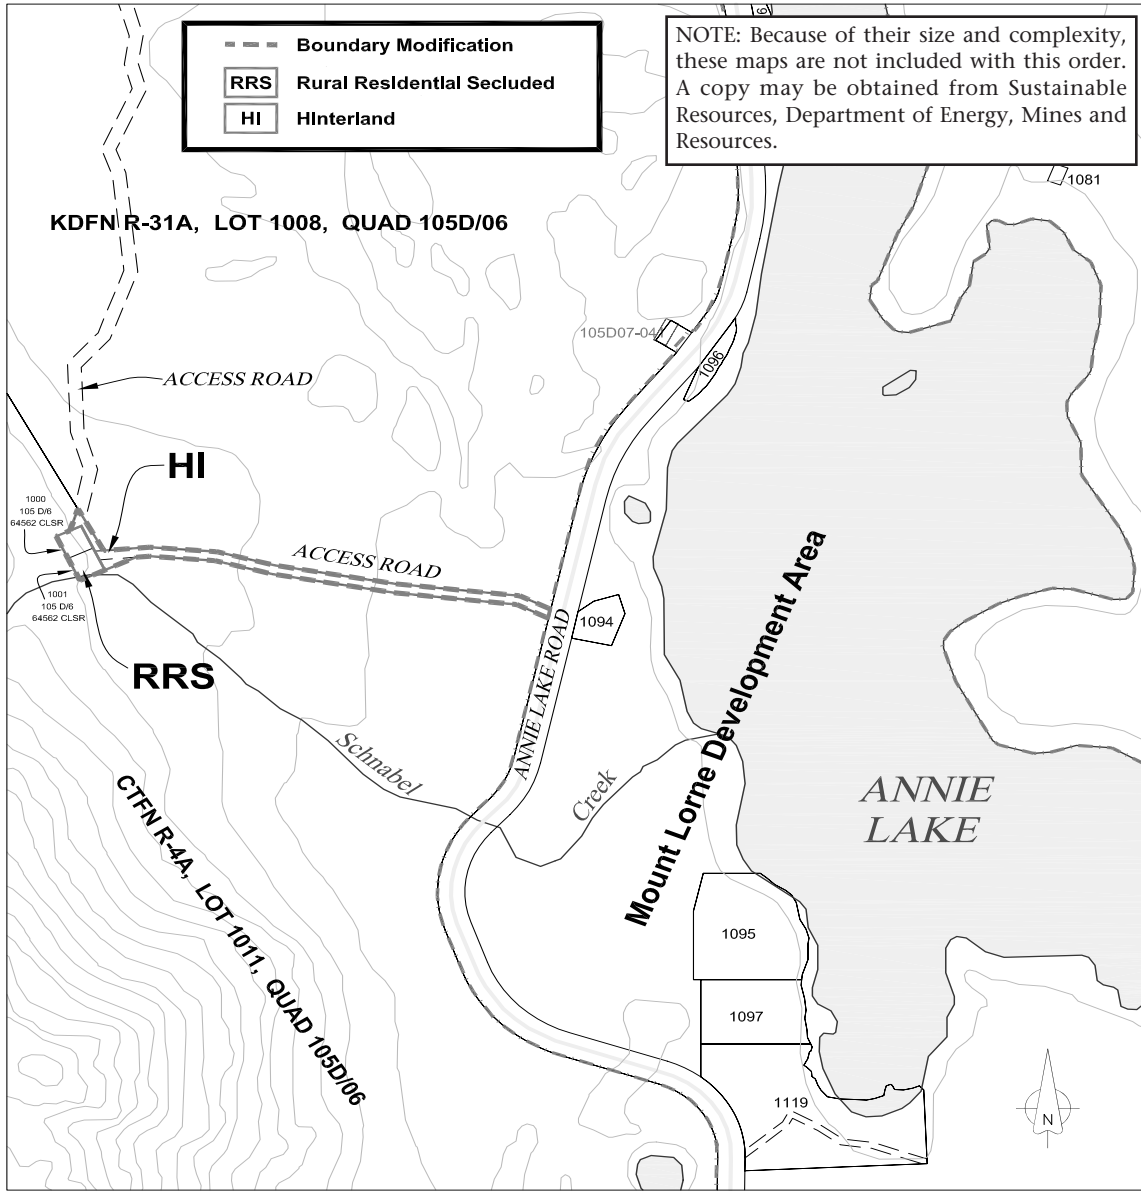 Boundary Modification
RRS Rural Residential Secluded
HI Hinterland
NOTE: Because of their size and complexity,
these maps are not included with this order.
A copy may be obtained from Sustainable
Resources, Department of Energy, Mines and
Resources.
1081
KDFN R-31A, LOT 1008, QUAD 105D/06
1096
ACCESS ROAD
HI
1000
105 D/6
64562 CLSR
ACCESS ROAD
1001
105 D/6
64562 CLSR
1094
RRS
ANNIE LAKE ROAD
Mount Lorne Development Area
Schnabel
Creek
ANNIE
LAKE
CTFN R-4A, LOT 1011, QUAD 105D/06
1095
1097
1119
N